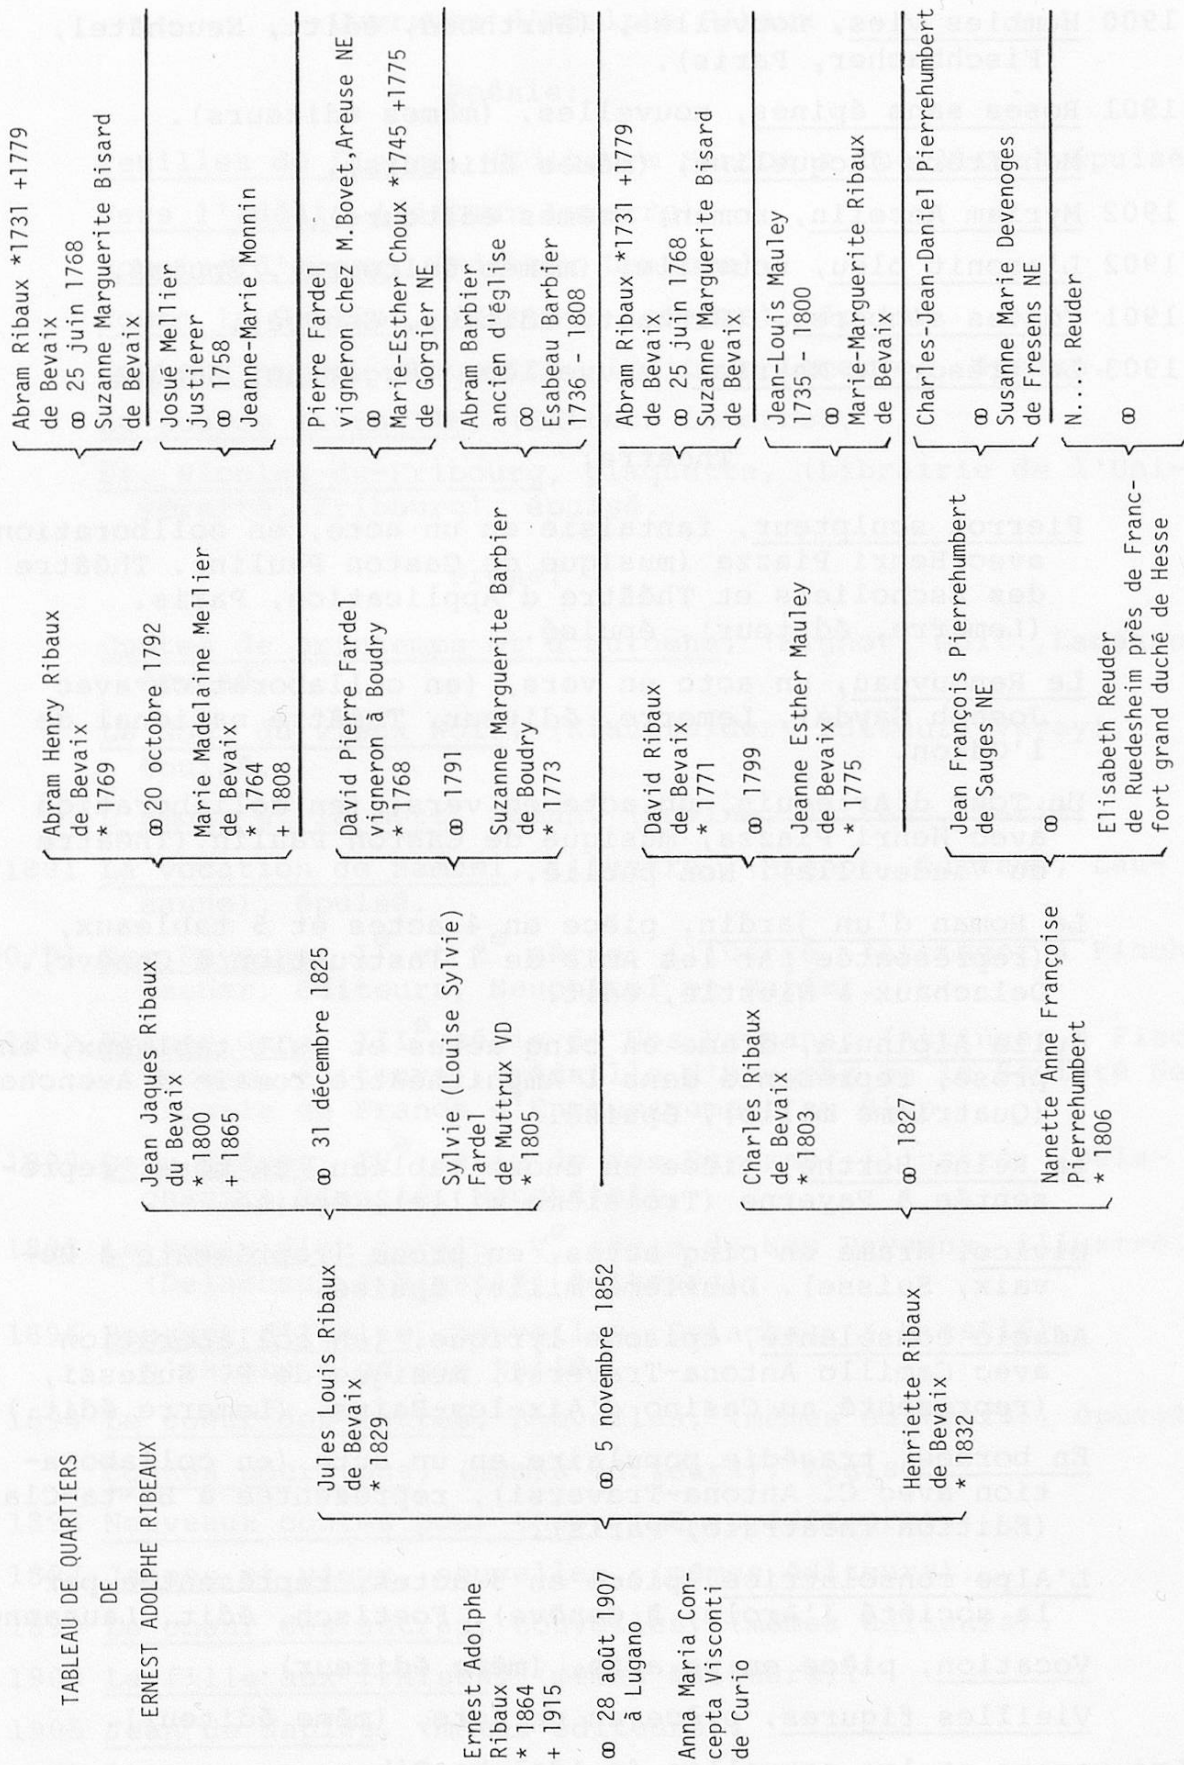 TABLEAU DE QUARTIERS
DE
ERNEST ADOLPHE RIBEAUX
Ernest Adolphe
Ribaux
* 1864
+ 1915
ꝏ 28 août 1907
à Lugano
Anna Maria Con-
cepta Visconti
de Curio
Jules Louis Ribaux
de Bevaix
* 1829
ꝏ 5 novembre 1852
Henriette Ribaux
de Bevaix
* 1832
Jean Jaques Ribaux
du Bevaix
* 1800
+ 1865
ꝏ 31 décembre 1825
Sylvie (Louise Sylvie)
Fardel
de Muttrux VD
* 1805
Charles Ribaux
de Bevaix
* 1803
ꝏ 1827
Nanette Jeanne Françoise
Pierrehumbert
* 1806
Abram Henry Ribaux
de Bevaix
* 1769
ꝏ 20 octobre 1792
Marie Madelaine Mellier
de Bevaix
* 1764
+ 1808
David Pierre Fardel
vigneron à Boudry
* 1768
ꝏ 1791
Suzanne Marguerite Barbier
de Boudry
* 1773
David Ribaux
de Bevaix
* 1771
ꝏ 1799
Jeanne Esther Mauley
de Bevaix
* 1775
Jean François Pierrehumbert
de Sauges NE
ꝏ
Elisabeth Reuder
de Ruedesheim près de Franc-
fort grand duché de Hesse
Abram Ribaux *1731 +1779
de Bevaix
ꝏ 25 juin 1768
Suzanne Marguerite Bisard
de Bevaix
Josué Melier
justicier
ꝏ 1758
Jeanne-Marie Monnin
Pierre Fardel
vigneron chez M.Bovet,Areuse NE
ꝏ
Marie-Esther Choux *1745 +1775
de Gorgier NE
Abram Barbier
ancien d'église
ꝏ
Esabeau Barbier
1736 - 1808
Abram Ribaux *1731 +1779
de Bevaix
ꝏ 25 juin 1768
Suzanne Marguerite Bisard
de Bevaix
Jean-Louis Mauley
1735 - 1800
ꝏ
Marie-Marguerite Ribaux
de Bevaix
Charles-Jean-Daniel Pierrehumbert
ꝏ
Susanne Marie Devenoges
de Fresens NE
N.... Reuder
ꝏ